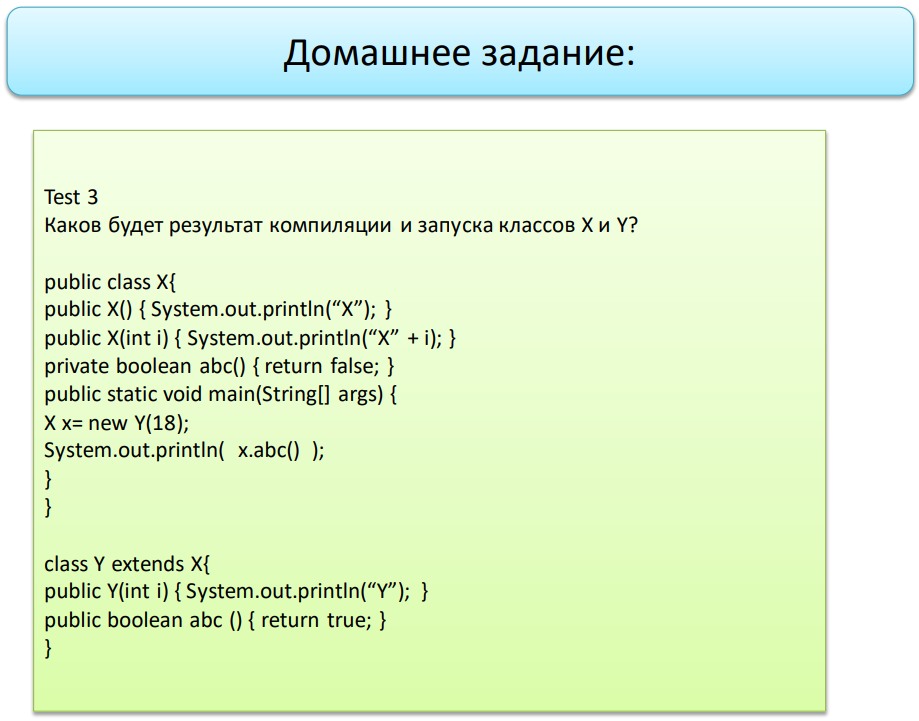 Домашнее задание:
Test 3
Каков будет результат компиляции и запуска классов X и Y?
public class X{
public X() { System.out.println(“X”); }
public X(int i) { System.out.println(“X” + i); }
private boolean abc() { return false; }
public static void main(String[] args) {
X x= new Y(18);
System.out.println( x.abc() );
}
}
class Y extends X{
public Y(int i) { System.out.println(“Y”); }
public boolean abc () { return true; }
}